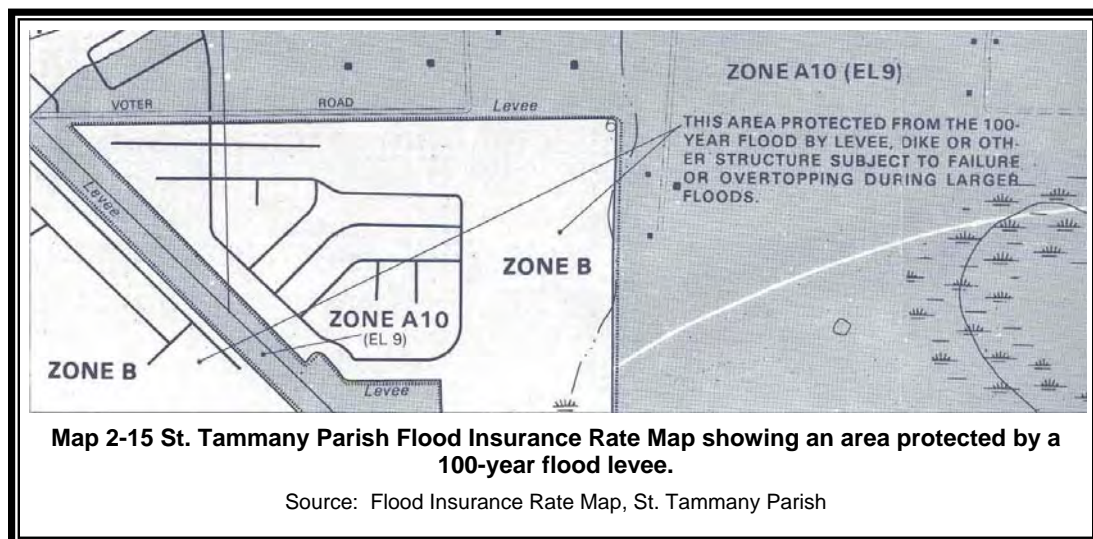 ZONE A10 (EL 9)
VOTER ROAD Levee
THIS AREA PROTECTED FROM THE 100-
YEAR FLOOD BY LEVEE, DIKE OR OTH-
ER STRUCTURE SUBJECT TO FAILURE
OR OVERTOPPING DURING LARGER
FLOODS.
Levee
ZONE B
ZONE A10
(EL 9)
ZONE B
Levee
Map 2-15 St. Tammany Parish Flood Insurance Rate Map showing an area protected by a
100-year flood levee.
Source: Flood Insurance Rate Map, St. Tammany Parish